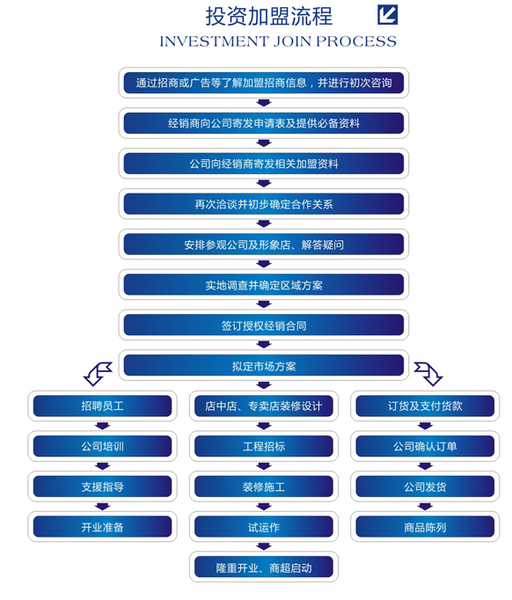 投资加盟流程
INVESTMENT JOIN PROCESS
通过招商或广告等了解加盟招商信息，并进行初次咨询
经销商向公司寄发申请表及提供必备资料
公司向经销商寄发相关加盟资料
再次洽谈并初步确定合作关系
安排参观公司及形象店、解答疑问
实地调查并确定区域方案
签订授权经销合同
拟定市场方案
招聘员工
公司培训
支援指导
开业准备
店中店、专卖店装修设计
工程招标
装修施工
试运作
隆重开业、商超启动
订货及支付货款
公司确认订单
公司发货
商品陈列